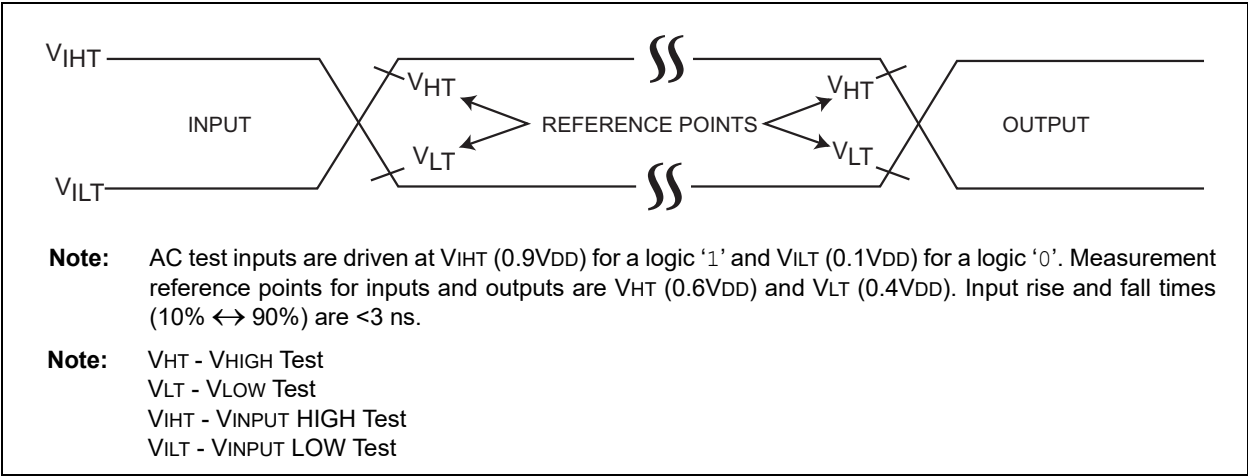 VIHT
VHT
VHT
INPUT
REFERENCE POINTS
OUTPUT
VLT
VLT
VILT
Note: AC test inputs are driven at VIHT (0.9VDD) for a logic ‘1’ and VILT (0.1VDD) for a logic ‘0’. Measurement
reference points for inputs and outputs are VHT (0.6VDD) and VLT (0.4VDD). Input rise and fall times
(10% ↔ 90%) are <3 ns.
Note: VHT - VHIGH Test
VLT - VLOW Test
VIHT - VINPUT HIGH Test
VILT - VINPUT LOW Test